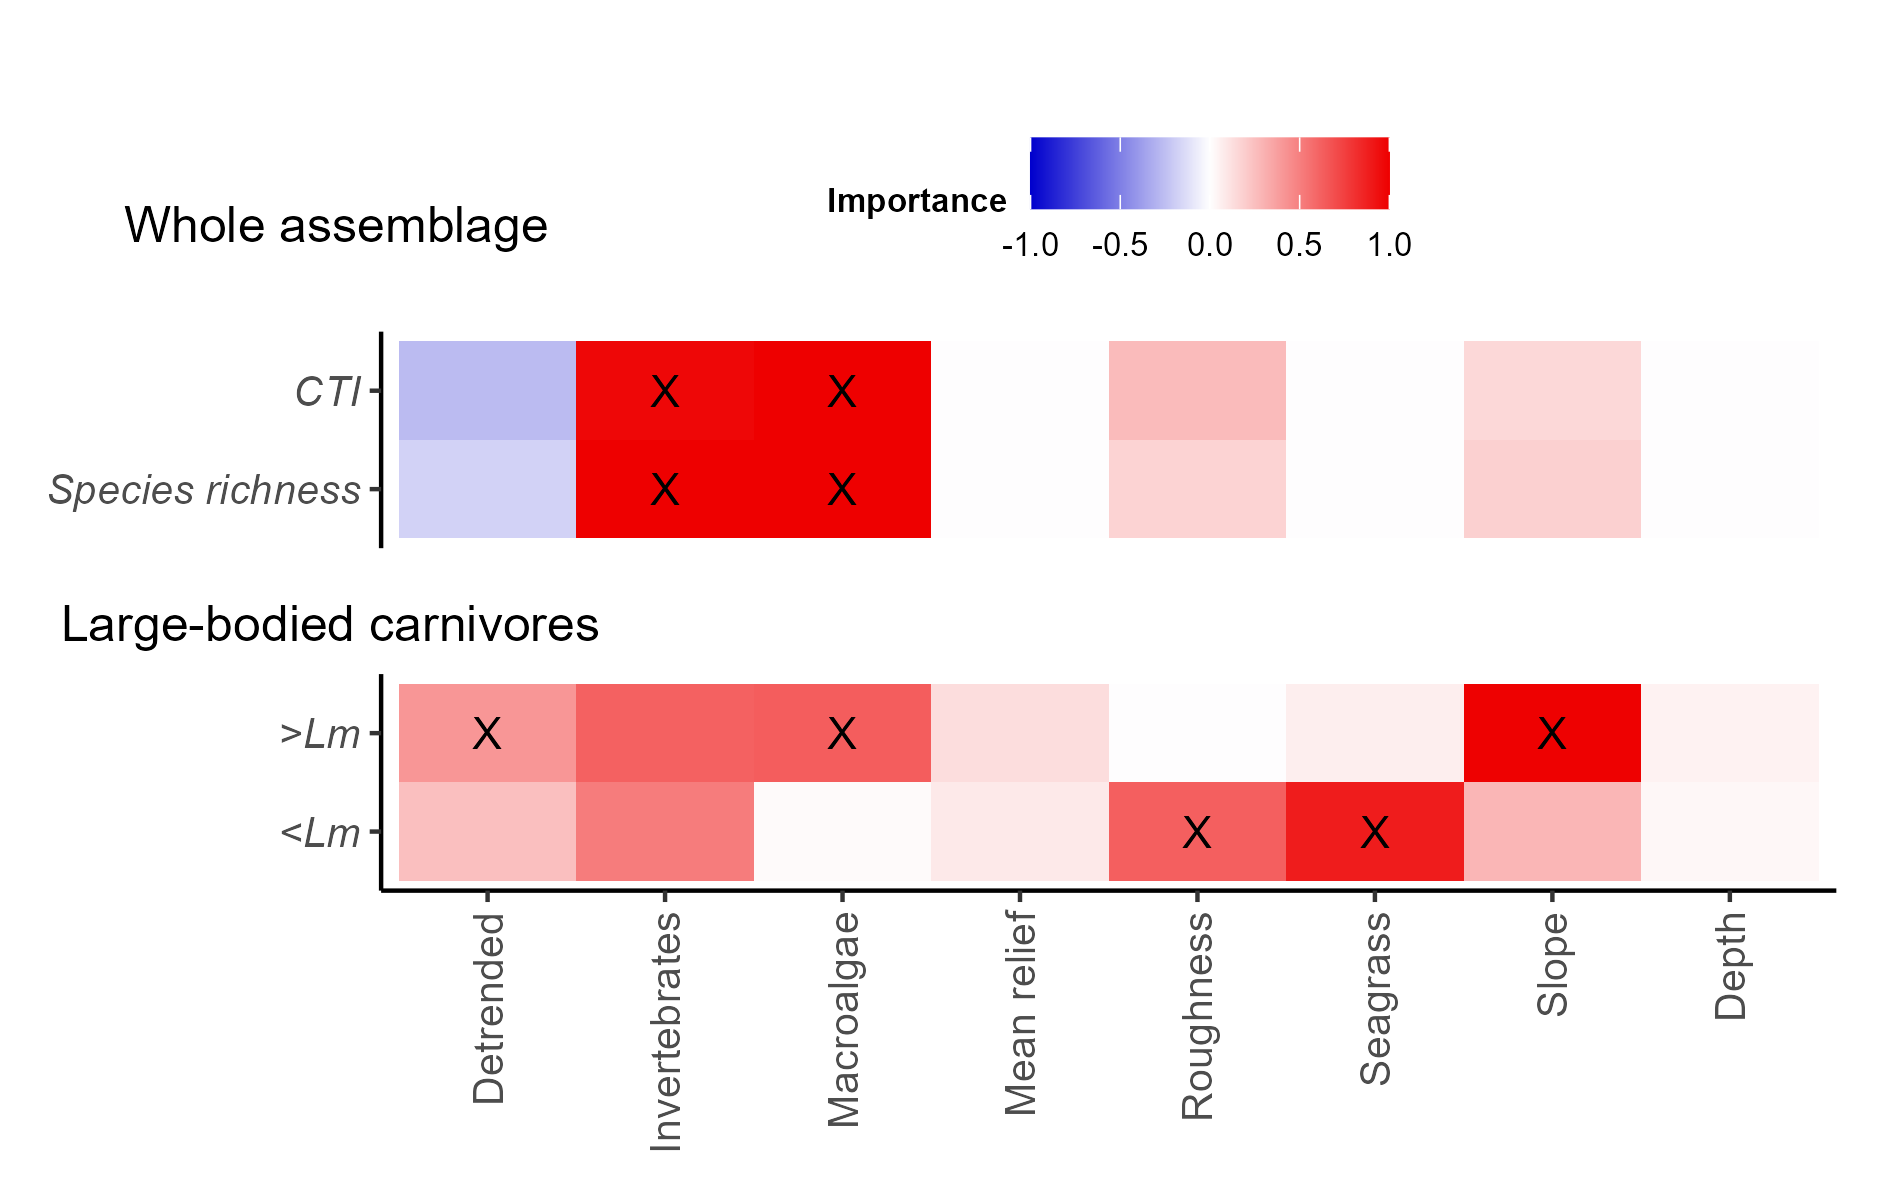 Importance
-1.0 -0.5 0.0 0.5 1.0
Whole assemblage
CTI X X
Species richness X X
Large-bodied carnivores
>Lm X X X
<Lm X X
Detrended
Invertebrates
Macroalgae
Mean relief
Roughness
Seagrass
Slope
Depth